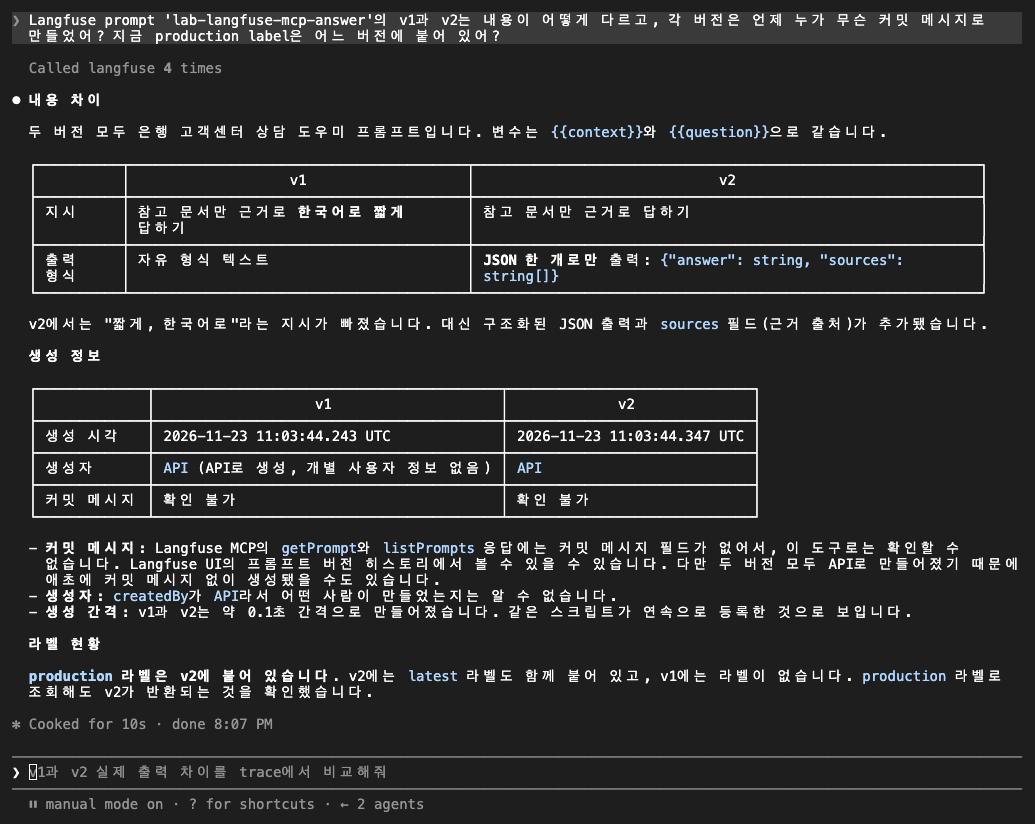 ❯ Langfuse prompt 'lab-langfuse-mcp-answer'의 v1과 v2는 내용이 어떻게 다르고, 각 버전은 언제 누가 무슨 커밋 메시지로
만들었어? 지금 production label은 어느 버전에 붙어 있어?
Called langfuse 4 times
● 내용 차이
두 버전 모두 은행 고객센터 상담 도우미 프롬프트입니다. 변수는 {{context}}와 {{question}}으로 같습니다.
v1 v2
지시 참고 문서만 근거로 한국어로 짧게 참고 문서만 근거로 답하기
답하기
출력 자유 형식 텍스트 JSON 한 개로만 출력: {"answer": string, "sources":
형식 string[]}
v2에서는 "짧게, 한국어로"라는 지시가 빠졌습니다. 대신 구조화된 JSON 출력과 sources 필드(근거 출처)가 추가됐습니다.
생성 정보
v1 v2
생성 시각 2026-11-23 11:03:44.243 UTC 2026-11-23 11:03:44.347 UTC
생성자 API (API로 생성, 개별 사용자 정보 없음) API
커밋 메시지 확인 불가 확인 불가
- 커밋 메시지: Langfuse MCP의 getPrompt와 listPrompts 응답에는 커밋 메시지 필드가 없어서, 이 도구로는 확인할 수
없습니다. Langfuse UI의 프롬프트 버전 히스토리에서 볼 수 있을 수 있습니다. 다만 두 버전 모두 API로 만들어졌기 때문에
애초에 커밋 메시지 없이 생성됐을 수도 있습니다.
- 생성자: createdBy가 API라서 어떤 사람이 만들었는지는 알 수 없습니다.
- 생성 간격: v1과 v2는 약 0.1초 간격으로 만들어졌습니다. 같은 스크립트가 연속으로 등록한 것으로 보입니다.
라벨 현황
production 라벨은 v2에 붙어 있습니다. v2에는 latest 라벨도 함께 붙어 있고, v1에는 라벨이 없습니다. production 라벨로
조회해도 v2가 반환되는 것을 확인했습니다.
✻ Cooked for 10s · done 8:07 PM
❯ v1과 v2 실제 출력 차이를 trace에서 비교해줘
⏸ manual mode on · ? for shortcuts · ← 2 agents